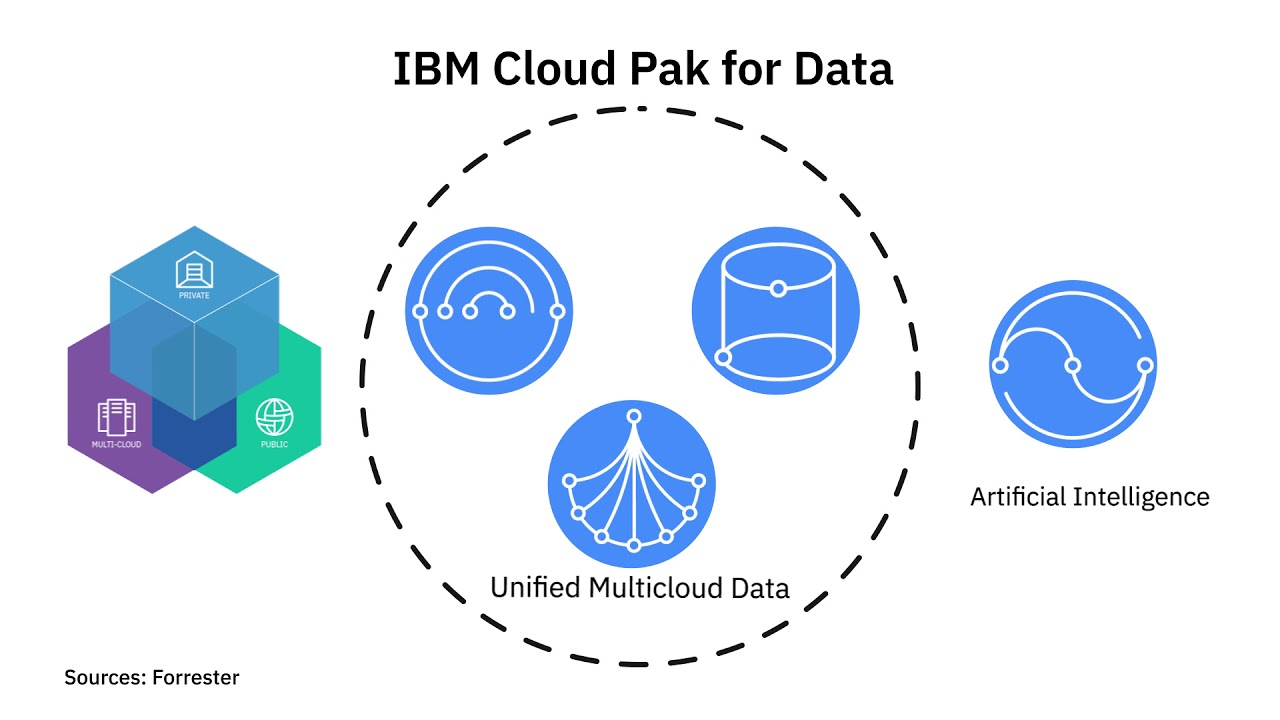 IBM Cloud Pak for Data
PRIVATE
MULTI-CLOUD
PUBLIC
Artificial Intelligence
Unified Multicloud Data
Sources: Forrester